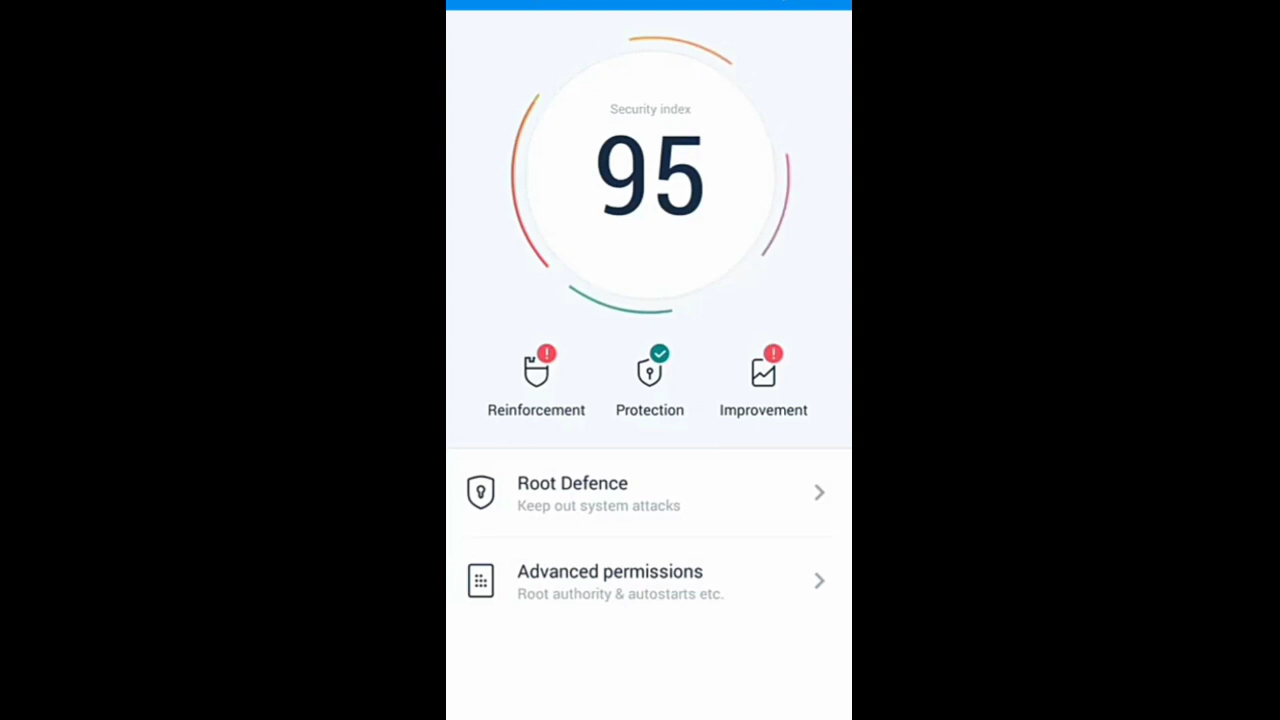 Security index
95
Reinforcement
Protection
Improvement
Root Defence
Keep out system attacks
Advanced permissions
Root authority & autostarts etc.